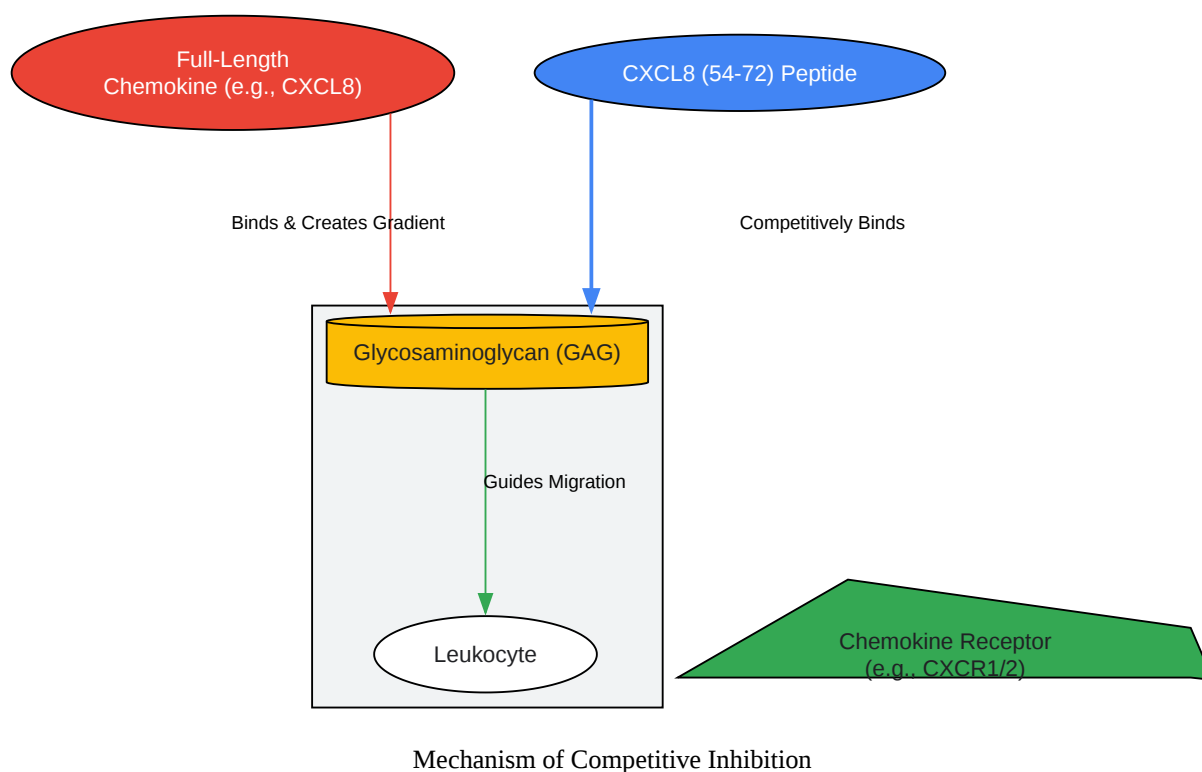 Full-Length
Chemokine (e.g., CXCL8)
CXCL8 (54-72) Peptide
Binds & Creates Gradient
Competitively Binds
Glycosaminoglycan (GAG)
Guides Migration
Leukocyte
Chemokine Receptor
(e.g., CXCR1/2)
Mechanism of Competitive Inhibition